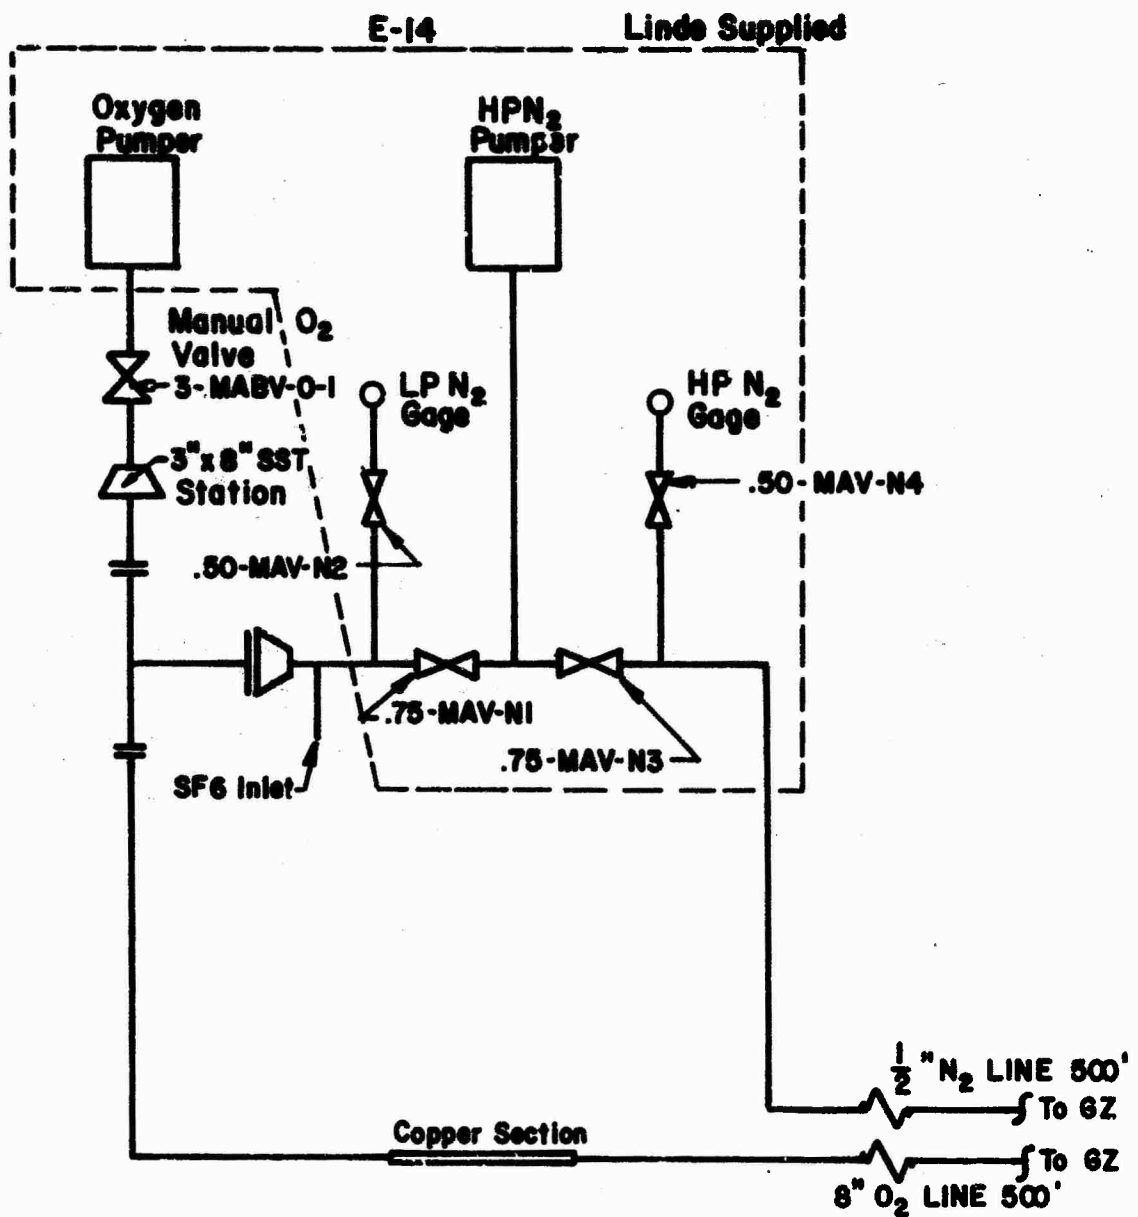 E-14
Linde Supplied
Oxygen
Pumper
HPN2
Pumper
Manual O2
Valve
3-MABV-O-1
LP N2
Gage
HP N2
Gage
3"x 8" SST
Station
.50-MAV-N4
.50-MAV-N2
.75-MAV-N1
.75-MAV-N3
SF6 Inlet
1/2" N2 LINE 500'
To GZ
Copper Section
To GZ
8" O2 LINE 500'